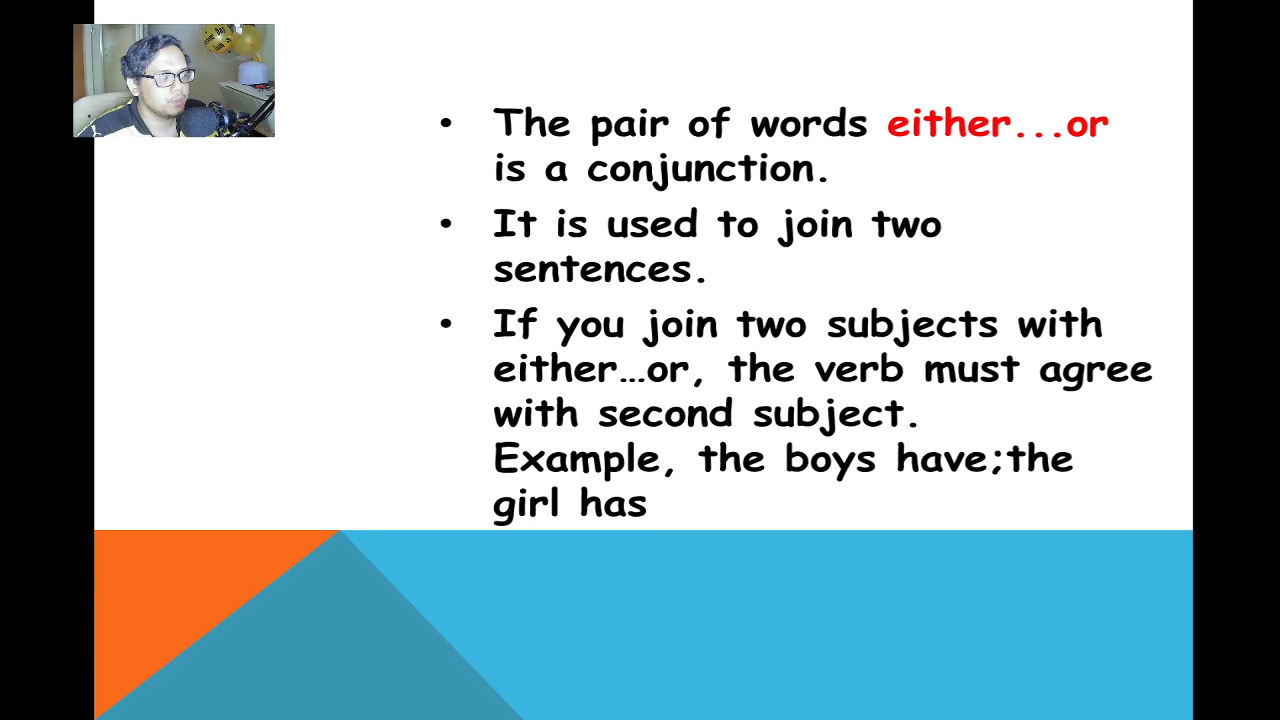 • The pair of words either...or
is a conjunction.
• It is used to join two
sentences.
• If you join two subjects with
either…or, the verb must agree
with second subject.
Example, the boys have;the
girl has